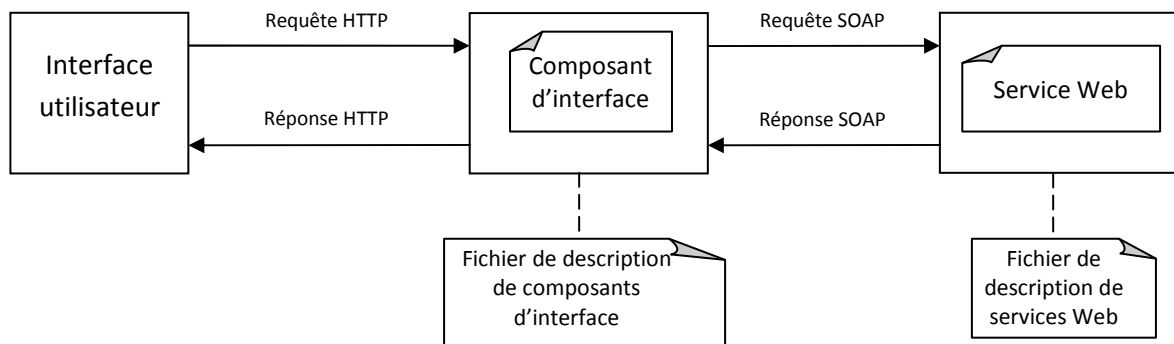 Requête HTTP
Requête SOAP
Interface
utilisateur
Composant
d'interface
Service Web
Réponse HTTP
Réponse SOAP
Fichier de description
de composants
d'interface
Fichier de
description de
services Web